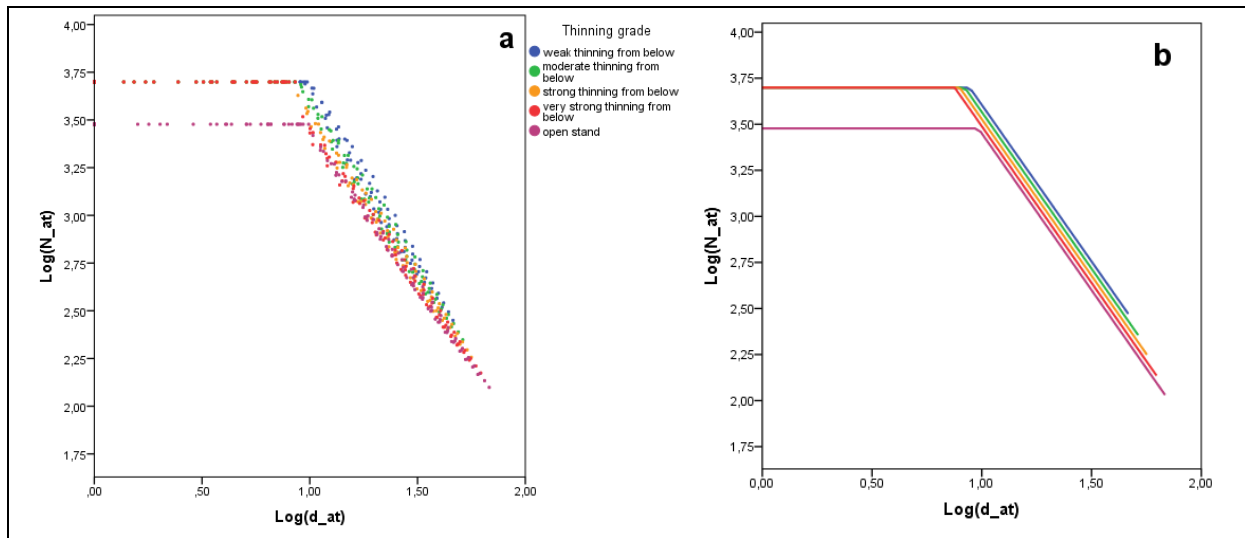 a
4,00
3,75
3,50
3,25
3,00
2,75
2,50
2,25
2,00
1,75
Log(N_at)
,00
,50
1,00
1,50
2,00
Log(d_at)
Thinning grade
weak thinning from below
moderate thinning from
below
strong thinning from below
very strong thinning from
below
open stand
b
4,00
3,75
3,50
3,25
3,00
2,75
2,50
2,25
2,00
1,75
Log(N_at)
0,00
0,50
1,00
1,50
2,00
Log(d_at)